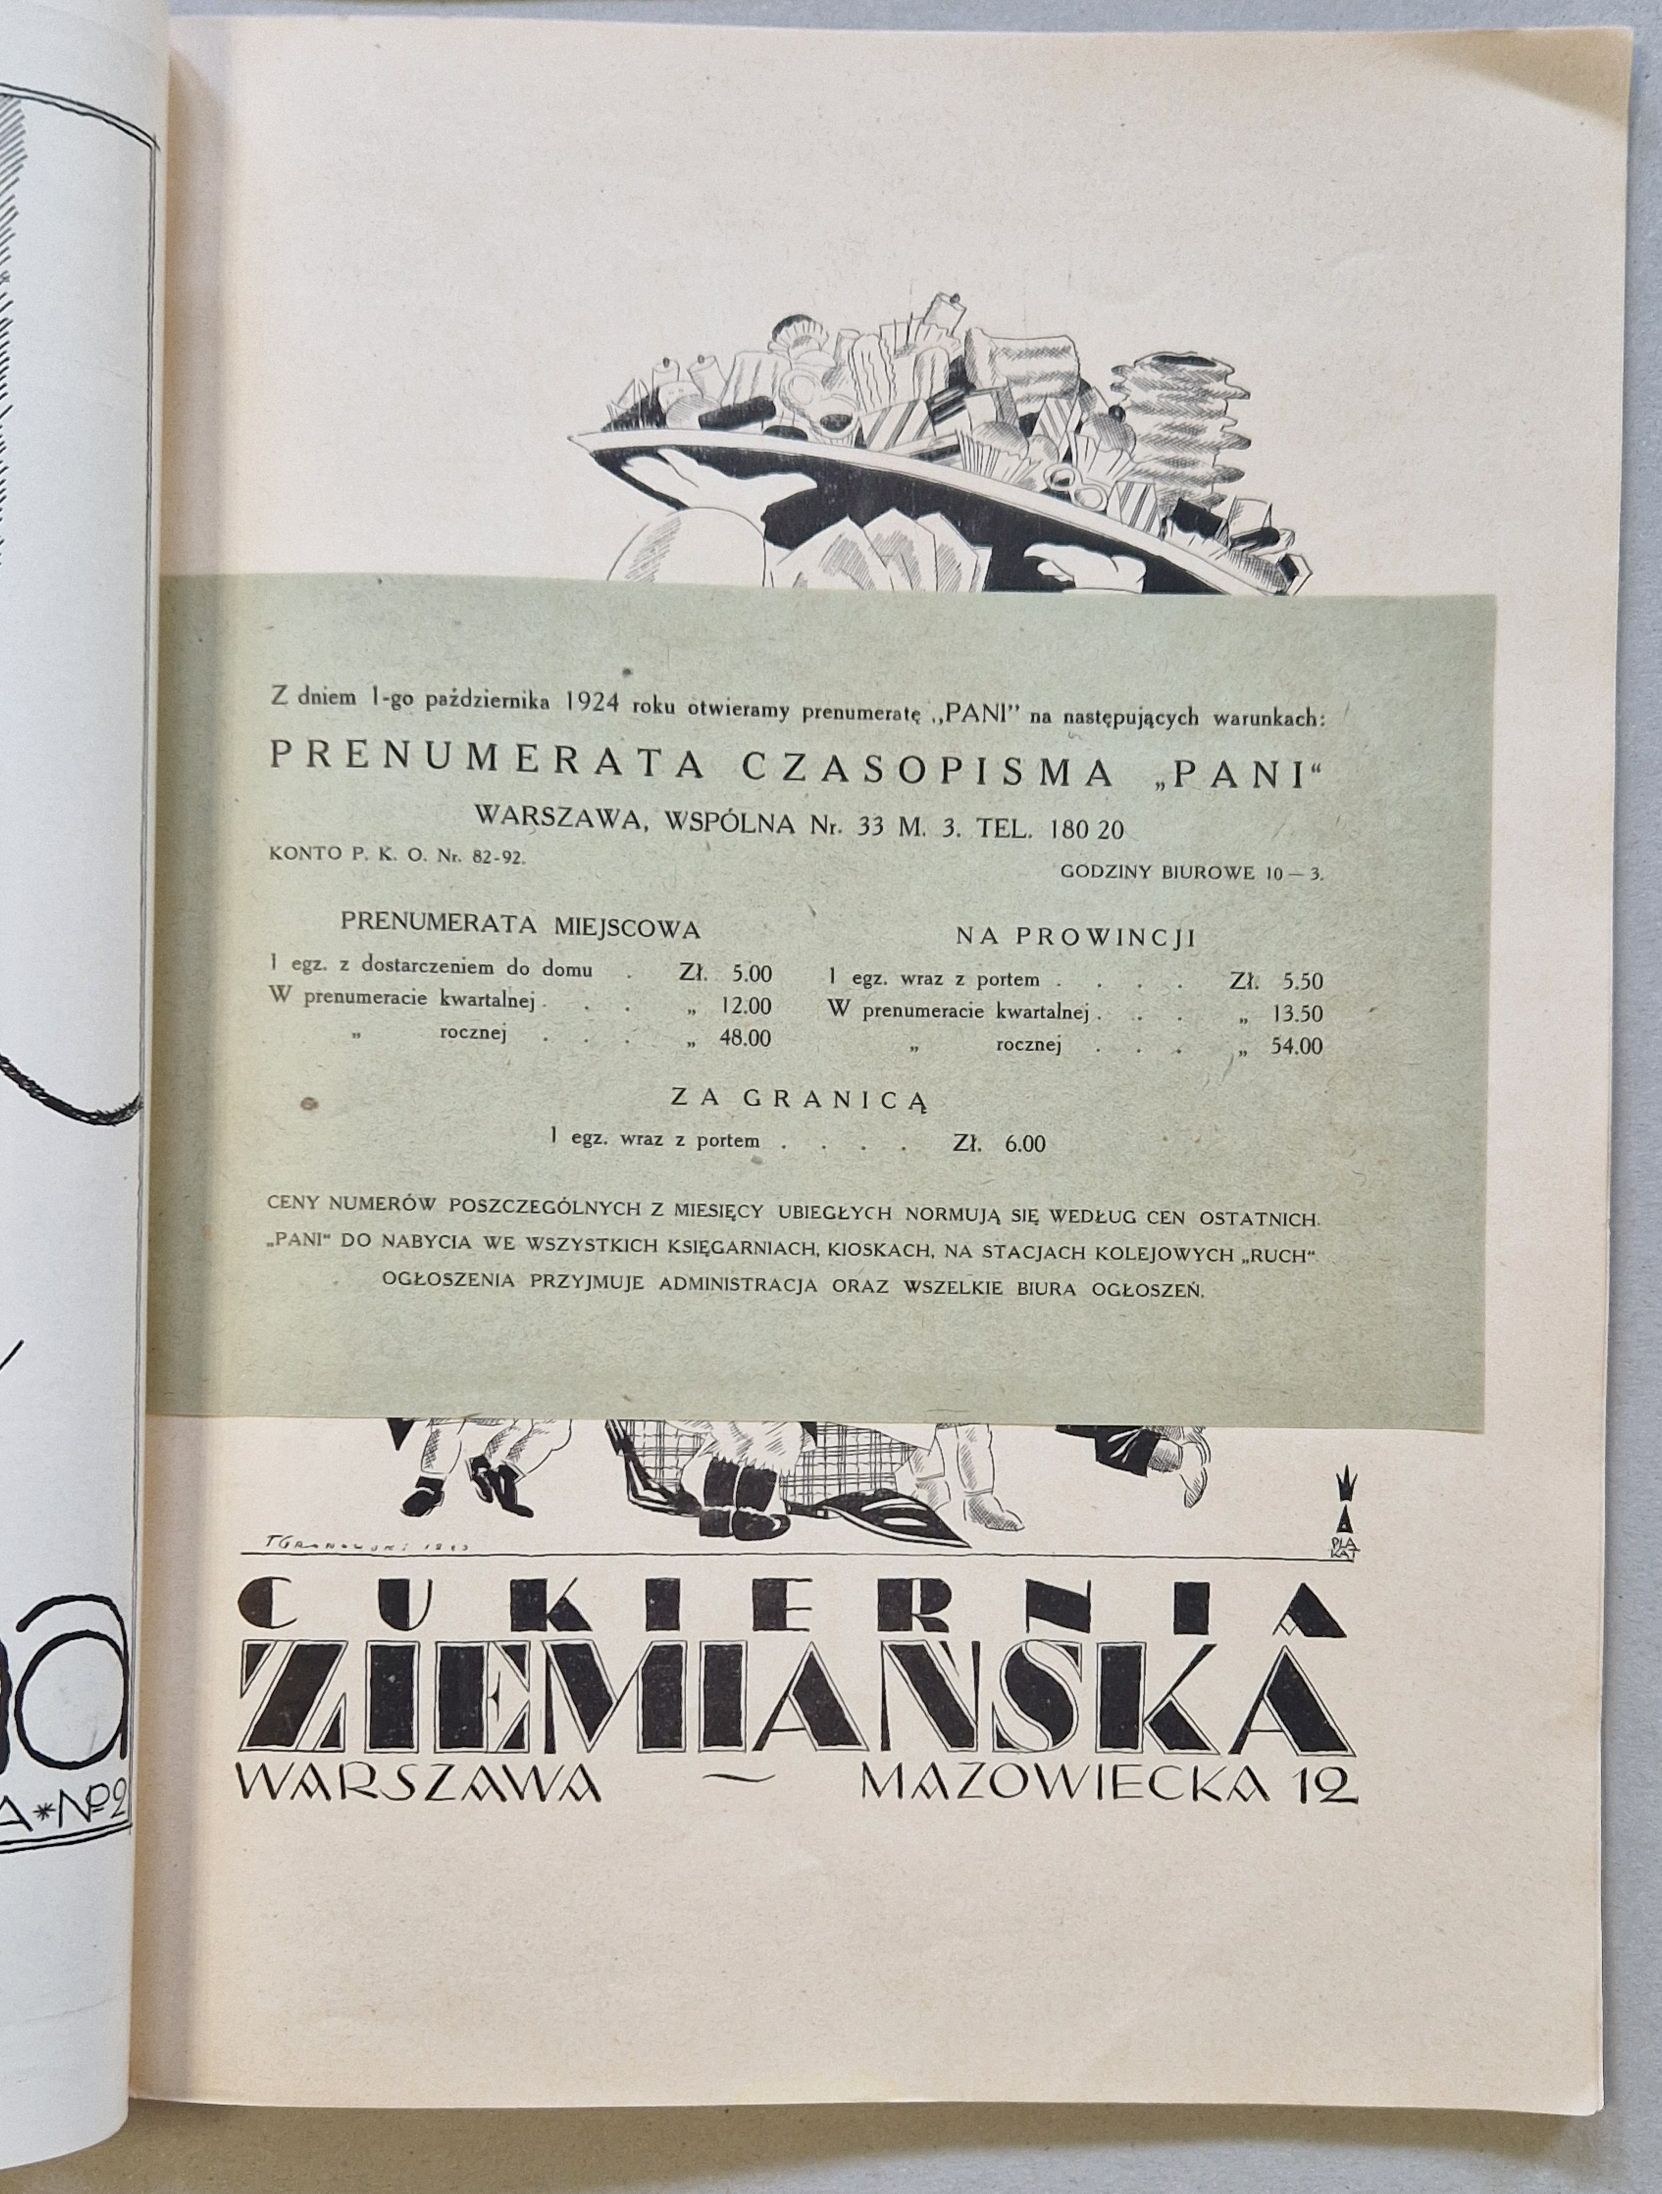 Z dniem 1-go października 1924 roku otwieramy prenumeratę „PANI” na następujących warunkach:
PRENUMERATA CZASOPISMA „PANI“
WARSZAWA, WSPÓLNA Nr. 33 M. 3. TEL. 180 20
KONTO P. K. O. Nr. 82-92.
GODZINY BIUROWE 10 — 3.
PRENUMERATA MIEJSCOWA
1 egz. z dostarczeniem do domu . Zł. 5.00
W prenumeracie kwartalnej . . . „ 12.00
„ rocznej . . . „ 48.00
NA PROWINCJI
1 egz. wraz z portem . . . . Zł. 5.50
W prenumeracie kwartalnej . . . „ 13.50
„ rocznej . . . „ 54.00
ZA GRANICĄ
1 egz. wraz z portem . . . . Zł. 6.00
CENY NUMERÓW POSZCZEGÓLNYCH Z MIESIĘCY UBIEGŁYCH NORMUJĄ SIĘ WEDŁUG CEN OSTATNICH.
„PANI“ DO NABYCIA WE WSZYSTKICH KSIĘGARNIACH, KIOSKACH, NA STACJACH KOLEJOWYCH „RUCH“
OGŁOSZENIA PRZYJMUJE ADMINISTRACJA ORAZ WSZELKIE BIURA OGŁOSZEŃ.
TGRONOWSKI 1923
PLA
KAT
CUKIERNIA
ZIEMIAŃSKA
WARSZAWA ~ MAZOWIECKA 12
A*No2